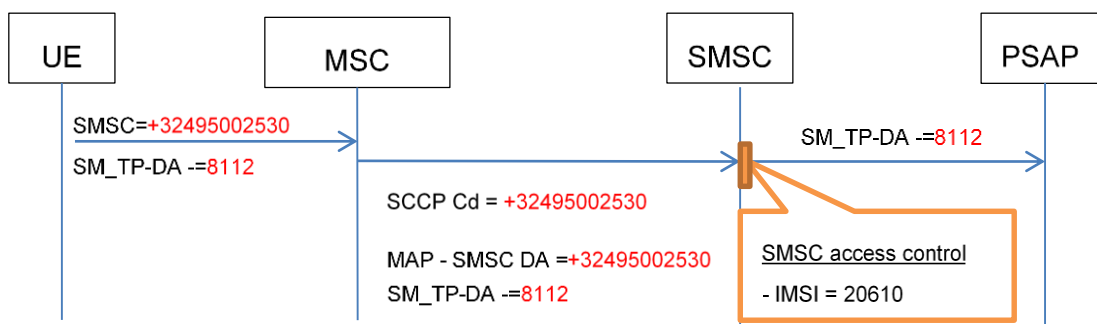 UE
MSC
SMSC
PSAP
SMSC=+32495002530
SM_TP-DA -=8112
SM_TP-DA -=8112
SCCP Cd = +32495002530
MAP - SMSC DA =+32495002530
SM_TP-DA -=8112
SMSC access control
- IMSI = 20610